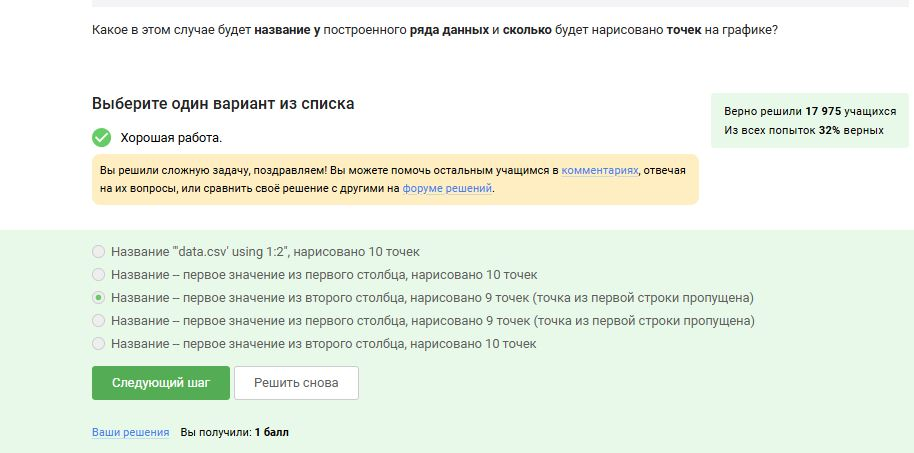 Какое в этом случае будет название у построенного ряда данных и сколько будет нарисовано точек на графике?
Выберите один вариант из списка
Верно решили 17 975 учащихся
Из всех попыток 32% верных
Хорошая работа.
Вы решили сложную задачу, поздравляем! Вы можете помочь остальным учащимся в комментариях, отвечая
на их вопросы, или сравнить своё решение с другими на форуме решений.
Название "'data.csv' using 1:2", нарисовано 10 точек
Название – первое значение из первого столбца, нарисовано 10 точек
Название – первое значение из второго столбца, нарисовано 9 точек (точка из первой строки пропущена)
Название – первое значение из первого столбца, нарисовано 9 точек (точка из первой строки пропущена)
Название – первое значение из второго столбца, нарисовано 10 точек
Следующий шаг
Решить снова
Ваши решения Вы получили: 1 балл